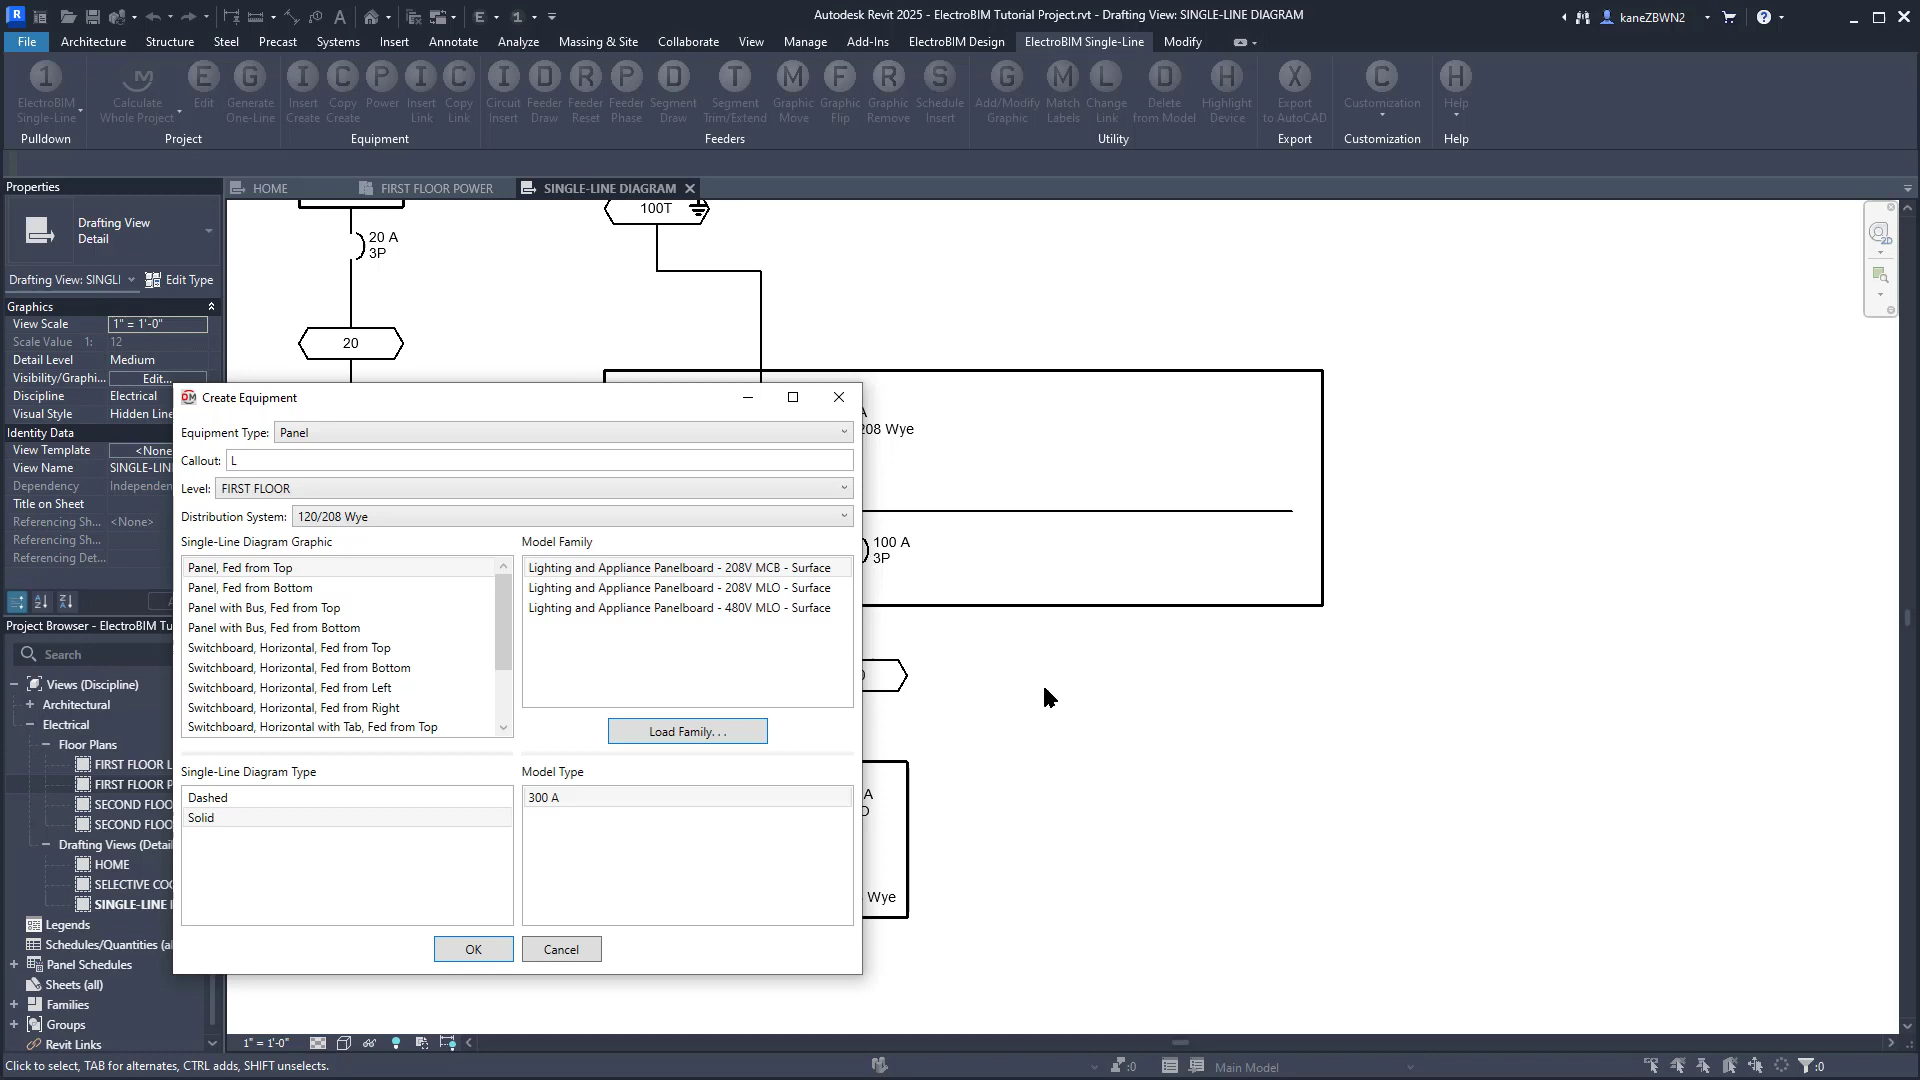 Autodesk Revit 2025 - ElectroBIM Tutorial Project.rvt - Drafting View: SINGLE-LINE DIAGRAM
kaneZBWN2
File Architecture Structure Steel Precast Systems Insert Annotate Analyze Massing & Site Collaborate View Manage Add-Ins ElectroBIM Design ElectroBIM Single-Line Modify
ElectroBIM Single-Line
Calculate Whole Project
Edit
Generate One-Line
Insert Create
Copy Create
Power
Insert Link
Copy Link
Circuit Insert
Feeder Draw
Feeder Reset
Feeder Phase
Segment Draw
Segment Trim/Extend
Graphic Move
Graphic Flip
Graphic Remove
Schedule Insert
Add/Modify Graphic
Match Labels
Change Link
Delete from Model
Highlight Device
Export to AutoCAD
Customization
Help
Pulldown Project Equipment Feeders Utility Export Customization Help
Properties
HOME FIRST FLOOR POWER SINGLE-LINE DIAGRAM
Drafting View
Detail
Drafting View: SINGLI Edit Type
Graphics
View Scale 1" = 1'-0"
Scale Value 1: 12
Detail Level Medium
Visibility/Graphi... Edit...
Discipline Electrical
Visual Style Hidden Line
Identity Data
View Template <None
View Name SINGLE-LIN
Dependency Independen
Title on Sheet
Referencing Sh... <None>
Referencing Sh...
Referencing Det...
Project Browser - ElectroBIM Tu
Search
Views (Discipline)
Architectural
Electrical
Floor Plans
FIRST FLOOR L
FIRST FLOOR P
SECOND FLOO
SECOND FLOO
Drafting Views (Detai
HOME
SELECTIVE COO
SINGLE-LINE
Legends
Schedules/Quantities (al
Panel Schedules
Sheets (all)
Families
Groups
Revit Links
100T
20 A
3P
20
A
208 Wye
100 A
3P
A
Wye
Create Equipment
Equipment Type: Panel
Callout: L
Level: FIRST FLOOR
Distribution System: 120/208 Wye
Single-Line Diagram Graphic
Panel, Fed from Top
Panel, Fed from Bottom
Panel with Bus, Fed from Top
Panel with Bus, Fed from Bottom
Switchboard, Horizontal, Fed from Top
Switchboard, Horizontal, Fed from Bottom
Switchboard, Horizontal, Fed from Left
Switchboard, Horizontal, Fed from Right
Switchboard, Horizontal with Tab, Fed from Top
Model Family
Lighting and Appliance Panelboard - 208V MCB - Surface
Lighting and Appliance Panelboard - 208V MLO - Surface
Lighting and Appliance Panelboard - 480V MLO - Surface
Load Family. . .
Single-Line Diagram Type
Dashed
Solid
Model Type
300 A
OK Cancel
1" = 1'-0"
Click to select, TAB for alternates, CTRL adds, SHIFT unselects.
:0
Main Model
:0